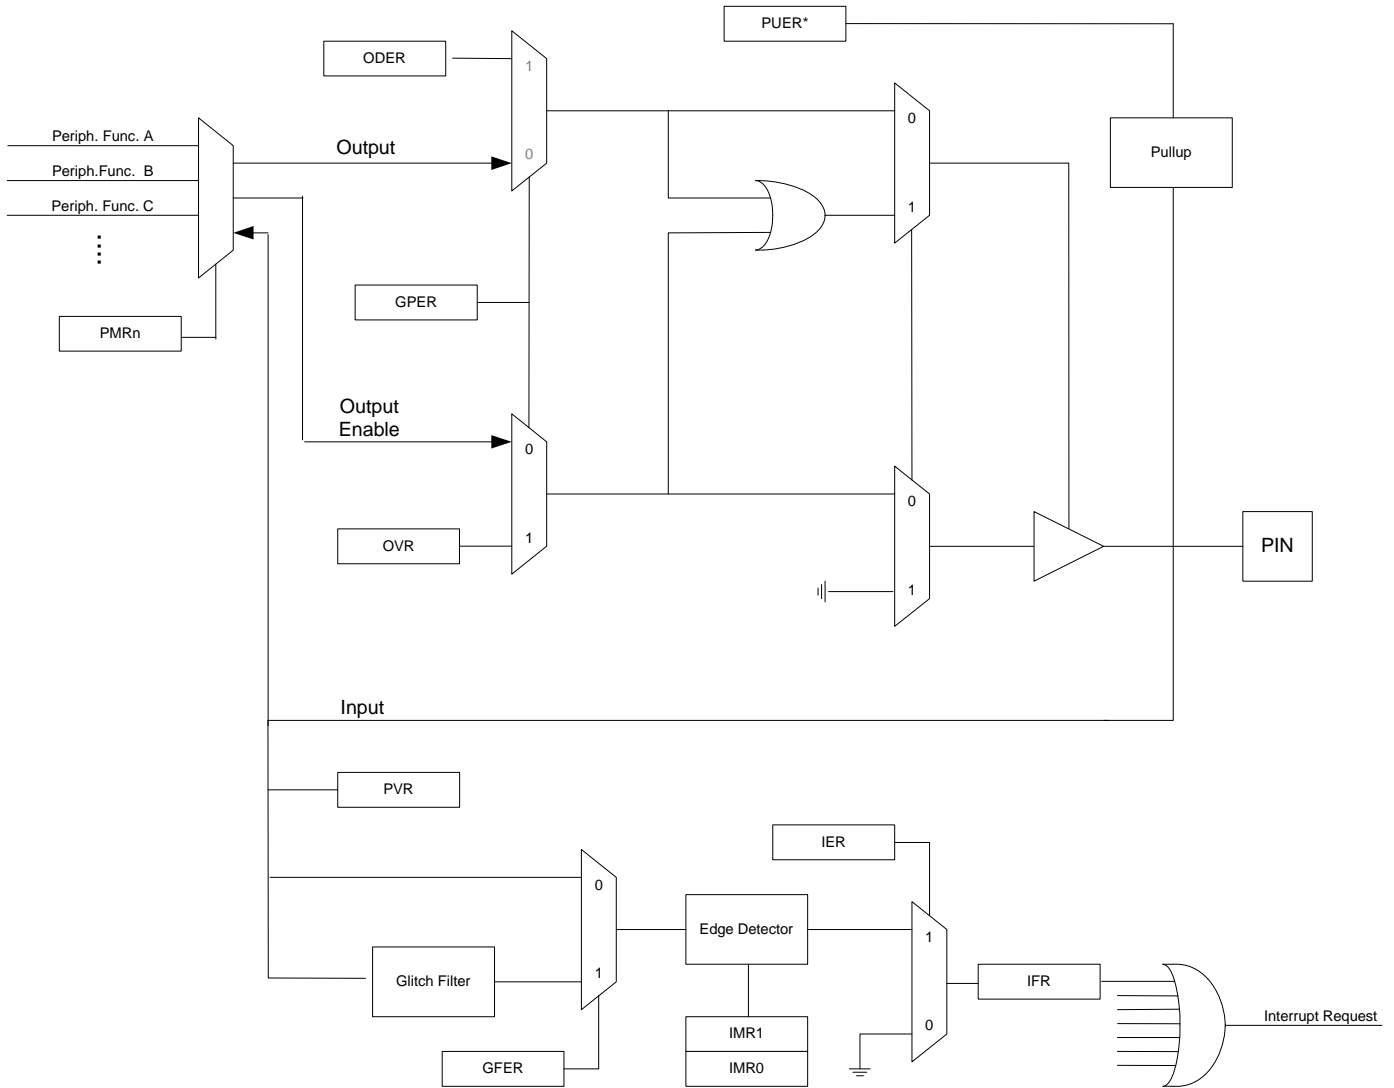 PUER*
ODER
1
0
Periph. Func. A
Output
0
Pullup
Periph.Func. B
Periph. Func. C
1
GPER
PMRn
Output
Enable
0
0
OVR
1
PIN
1
Input
PVR
IER
0
1
Edge Detector
1
Glitch Filter
IFR
Interrupt Request
0
IMR1
GFER
IMR0